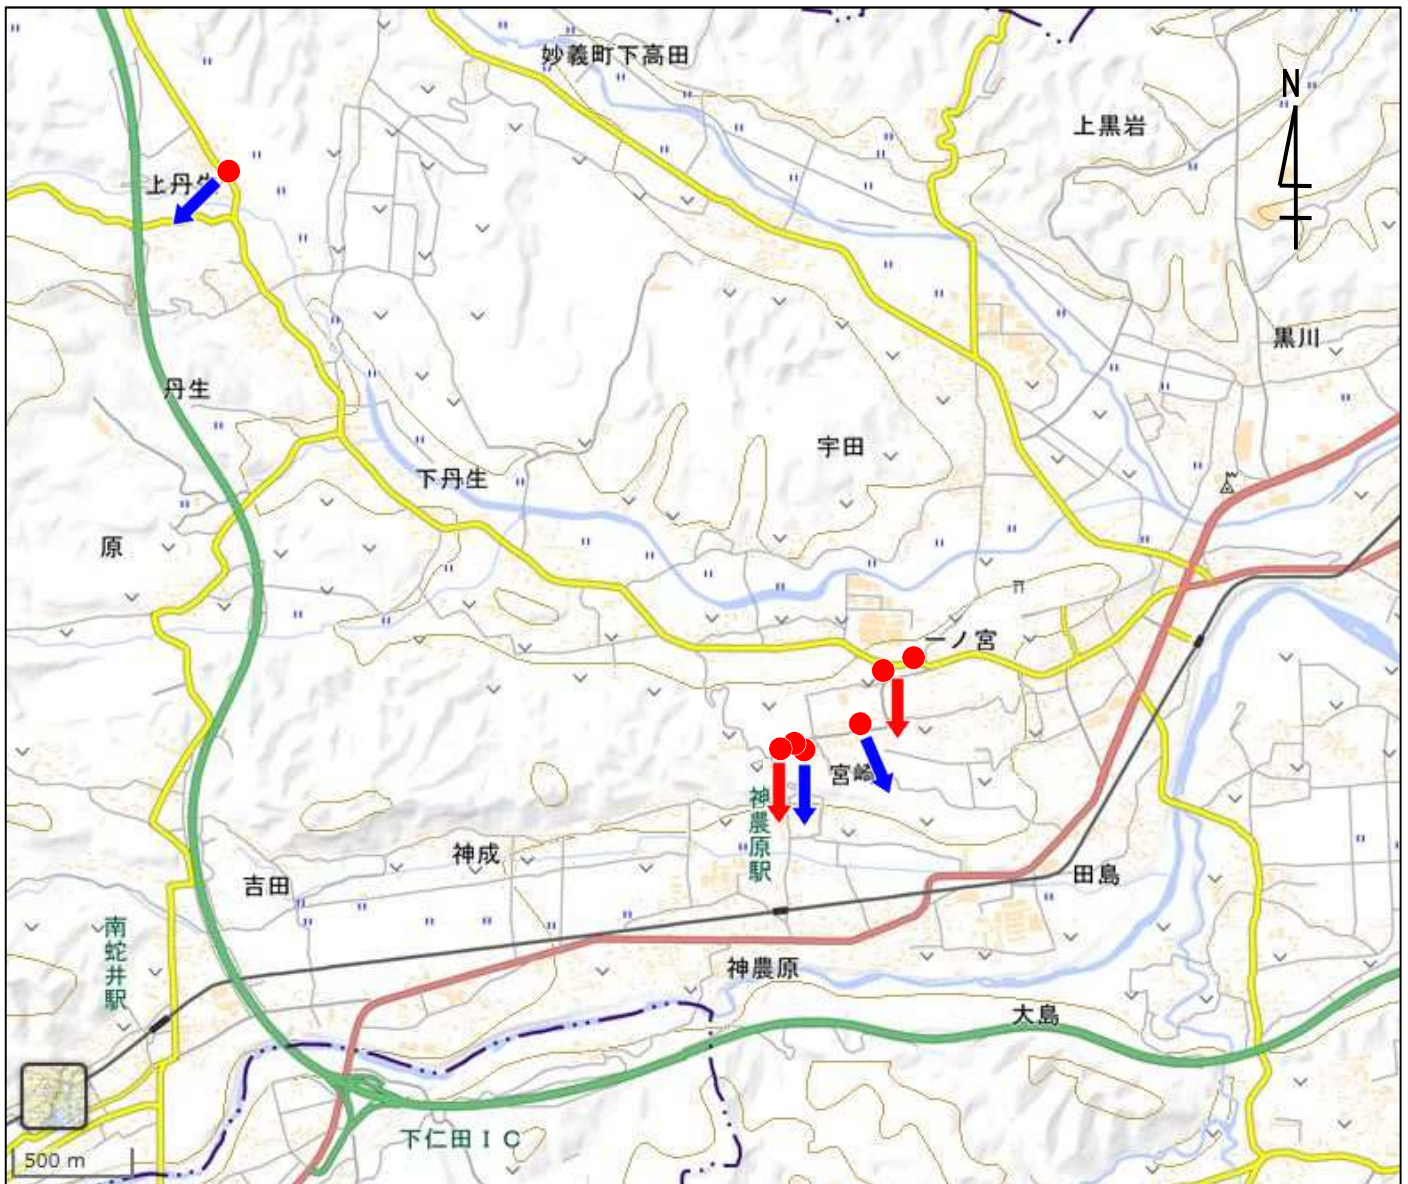 妙義町下高田
N
上黒岩
上丹生
黒川
丹生
宇田
下丹生
原
一ノ宮
宮崎
神農原駅
神成
吉田
田島
南蛇井駅
神農原
大島
下仁田IC
500 m